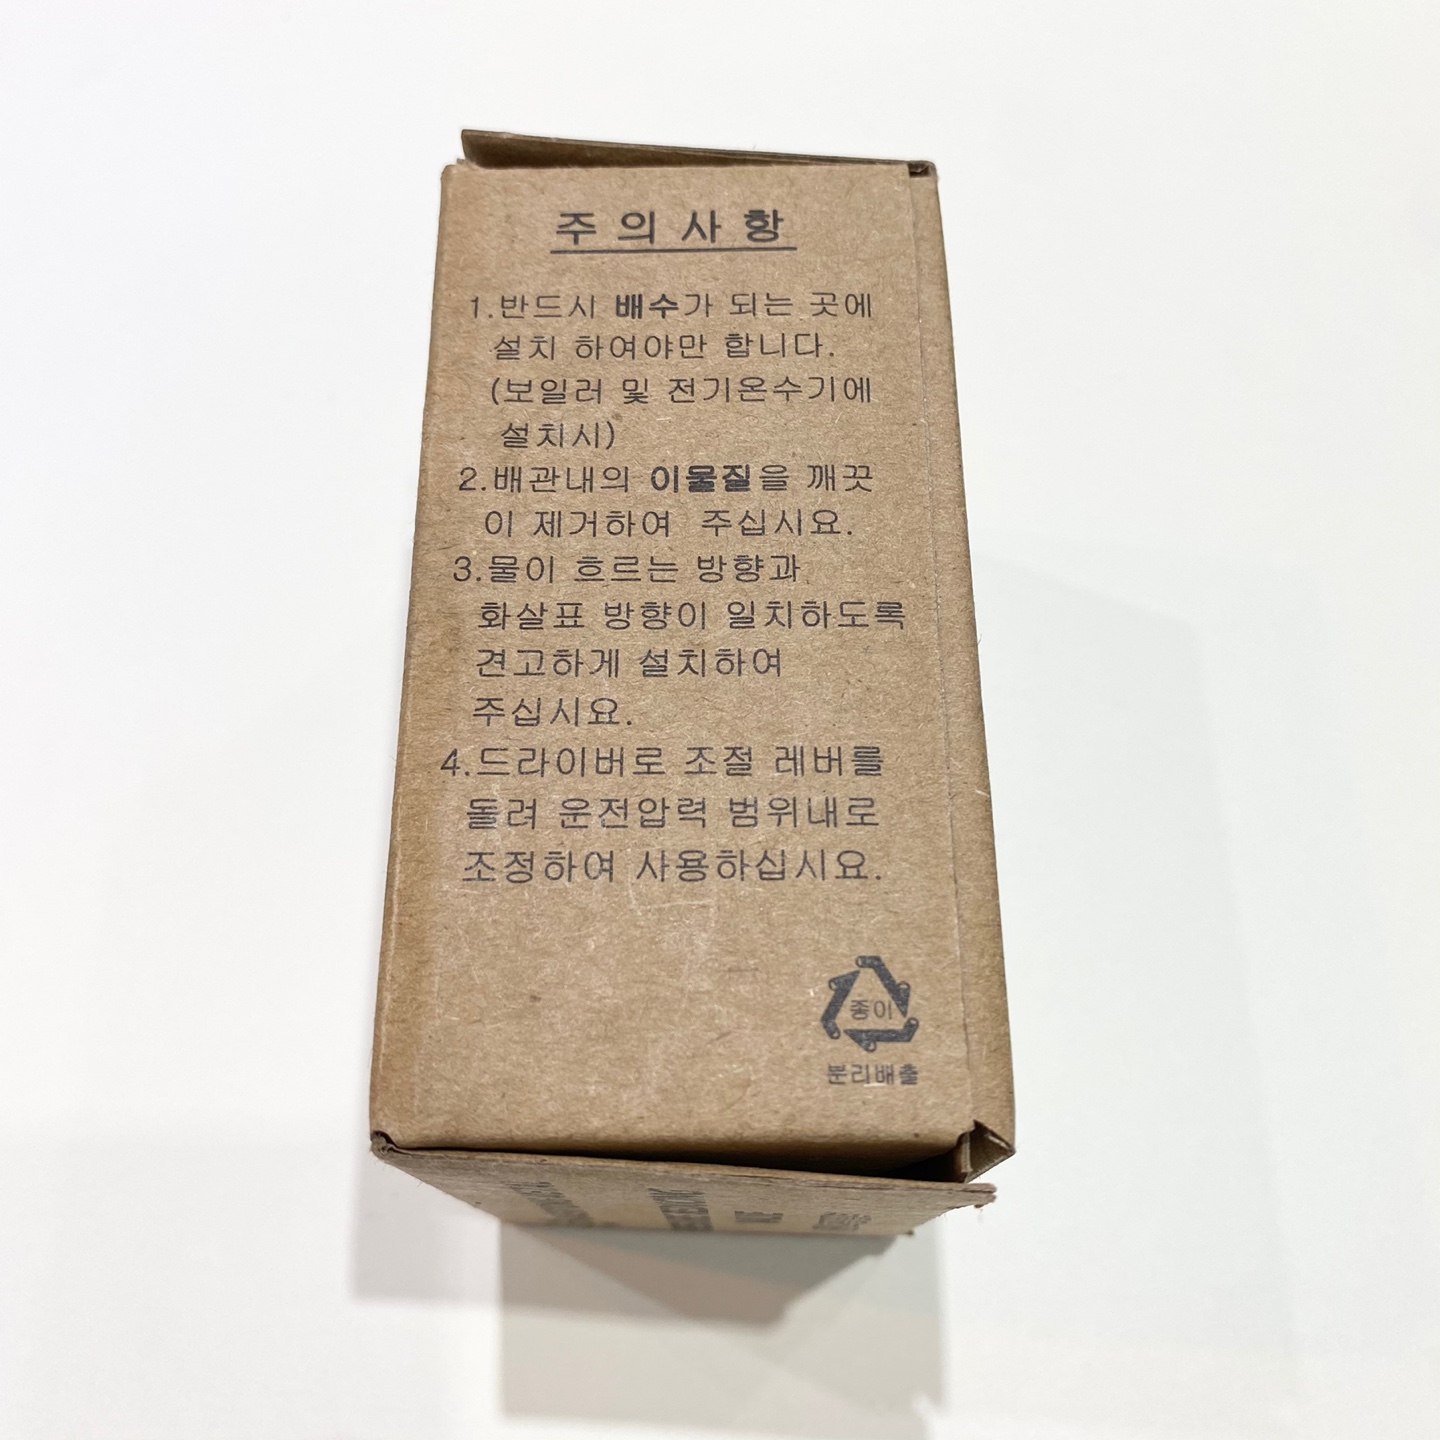 주의사항
1.반드시 배수가 되는 곳에
설치 하여야만 합니다.
(보일러 및 전기온수기에
설치시)
2.배관내의 이물질을 깨끗
이 제거하여 주십시요.
3.물이 흐르는 방향과
화살표 방향이 일치하도록
견고하게 설치하여
주십시요.
4.드라이버로 조절 레버를
돌려 운전압력 범위내로
조정하여 사용하십시요.
종이
분리배출